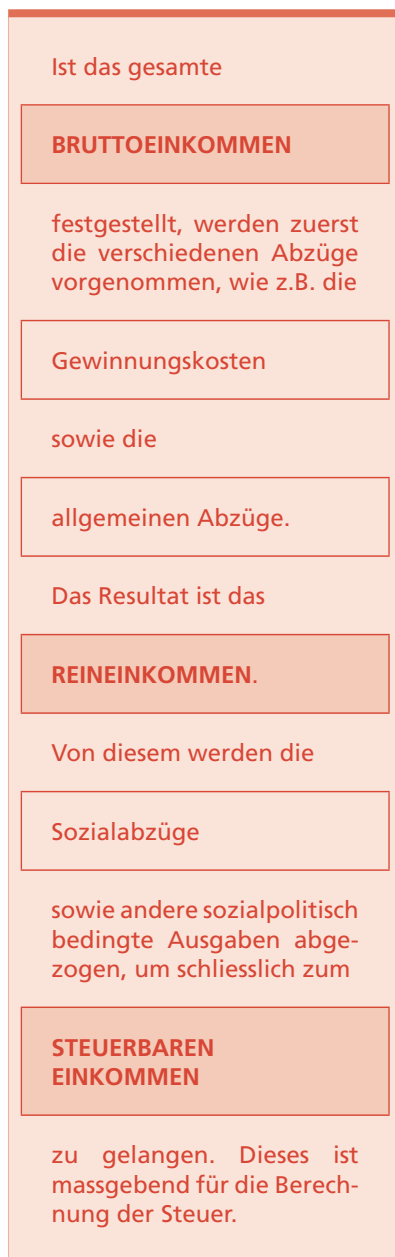 Ist das gesamte
BRUTTOEINKOMMEN
festgestellt, werden zuerst
die verschiedenen Abzüge
vorgenommen, wie z.B. die
Gewinnungskosten
sowie die
allgemeinen Abzüge.
Das Resultat ist das
REINEINKOMMEN.
Von diesem werden die
Sozialabzüge
sowie andere sozialpolitisch
bedingte Ausgaben abge-
zogen, um schliesslich zum
STEUERBAREN
EINKOMMEN
zu gelangen. Dieses ist
massgebend für die Berech-
nung der Steuer.